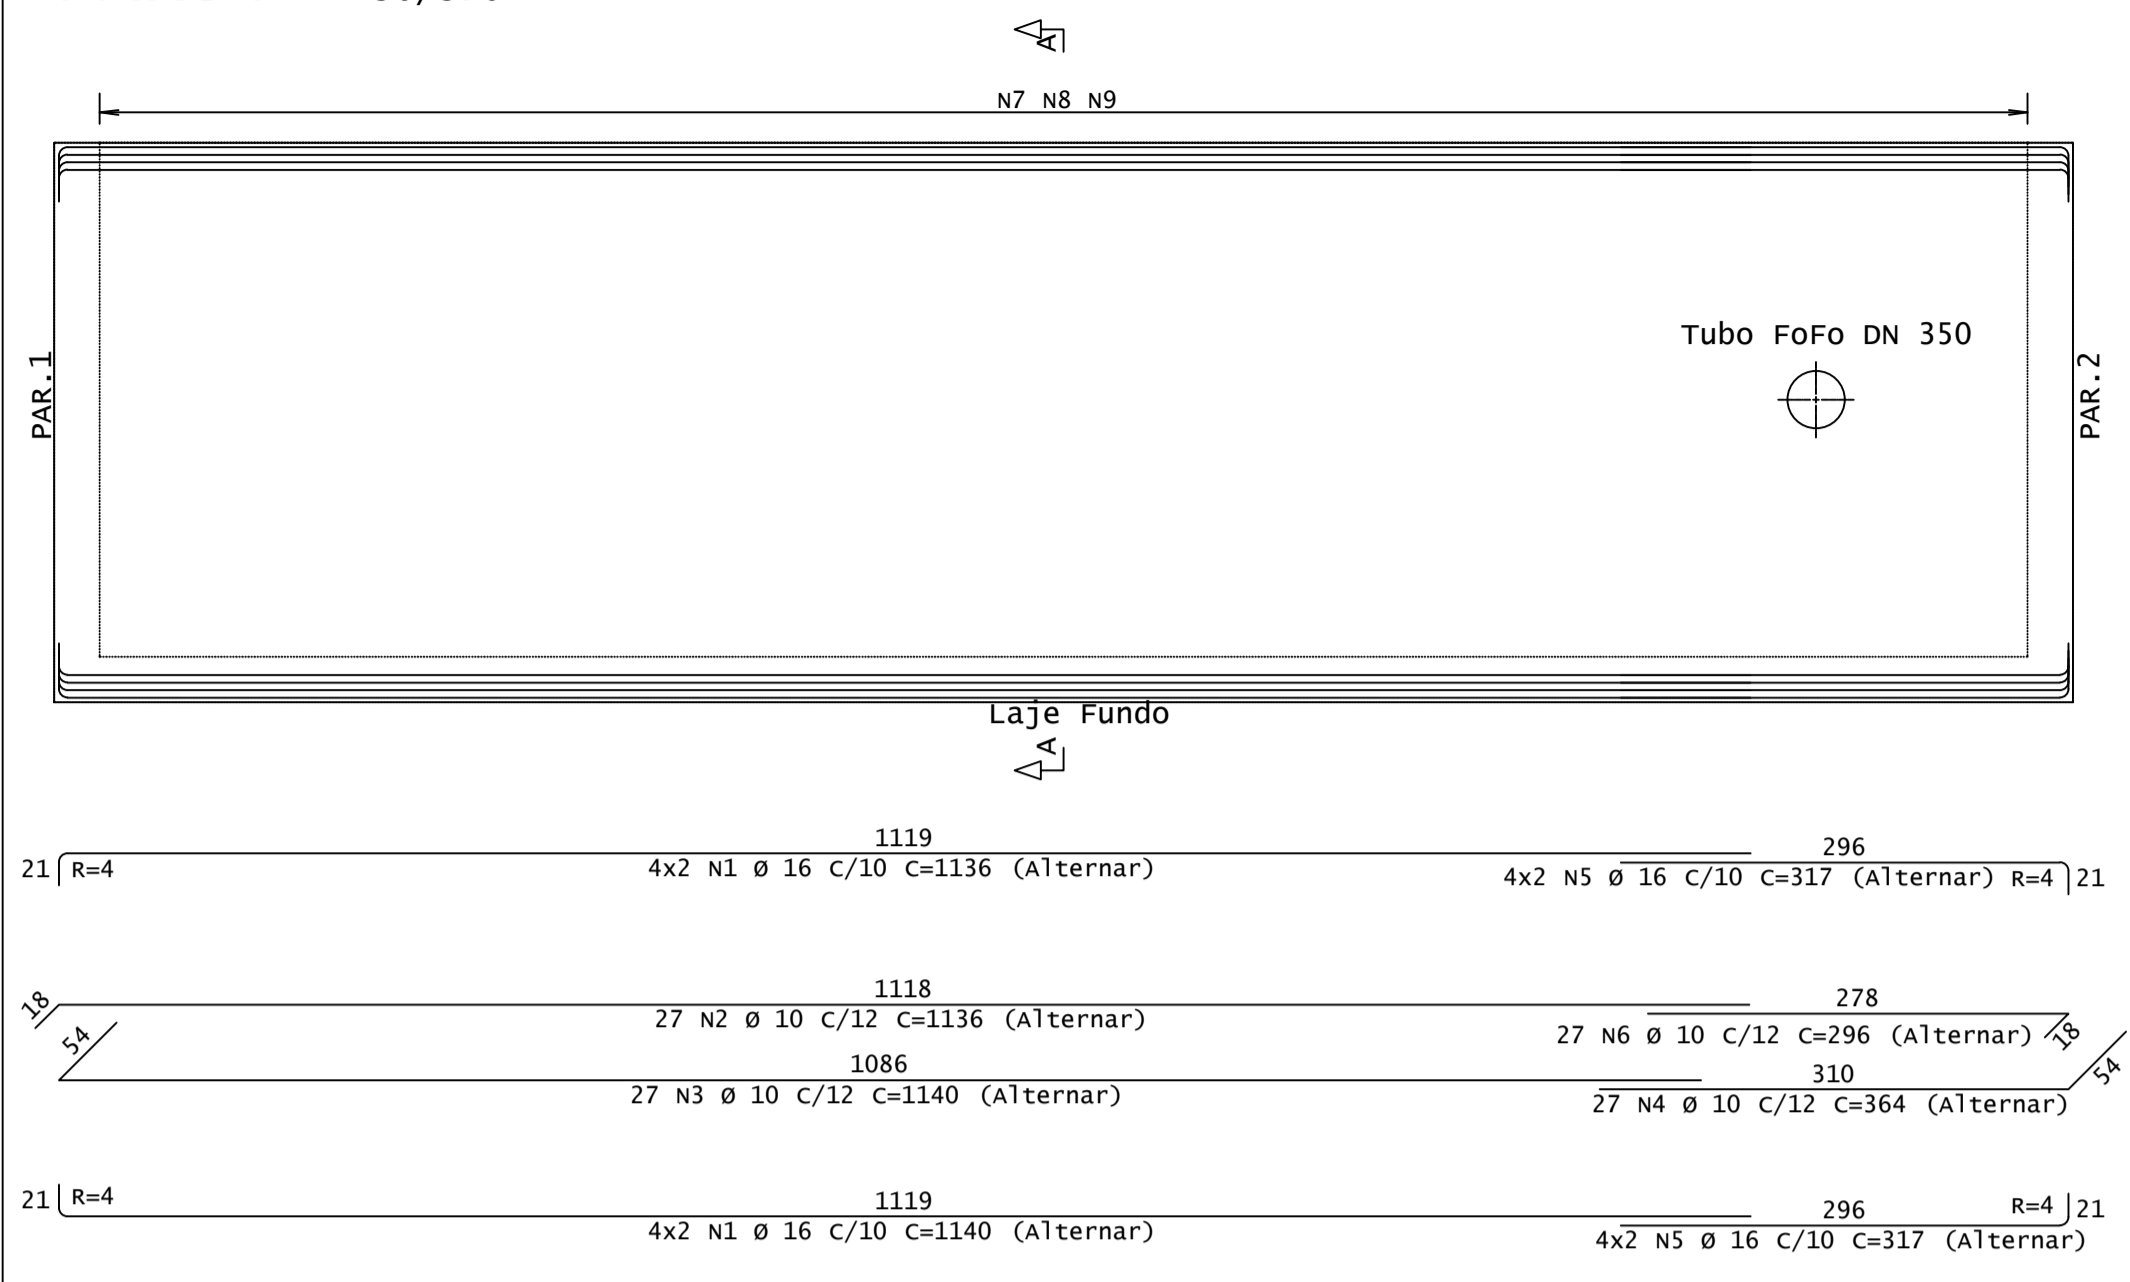 A
N7 N8 N9
Tubo FoFo DN 350
PAR.1
PAR.2
Laje Fundo
A
1119
296
21 R=4
4x2 N1 Ø 16 C/10 C=1136 (Alternar)
4x2 N5 Ø 16 C/10 C=317 (Alternar) R=4 21
1118
278
18
27 N2 Ø 10 C/12 C=1136 (Alternar)
27 N6 Ø 10 C/12 C=296 (Alternar)
18
54
1086
310
54
27 N3 Ø 10 C/12 C=1140 (Alternar)
27 N4 Ø 10 C/12 C=364 (Alternar)
21 R=4
1119
296
R=4 21
4x2 N1 Ø 16 C/10 C=1140 (Alternar)
4x2 N5 Ø 16 C/10 C=317 (Alternar)